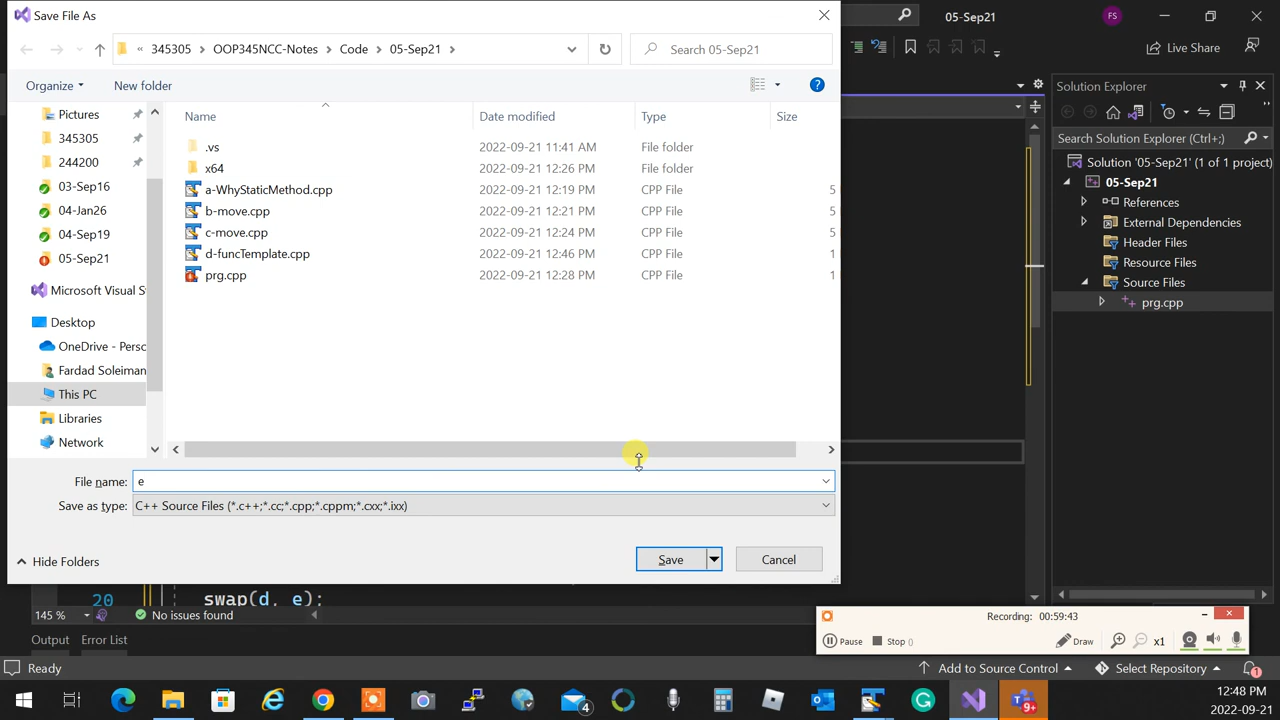 Save File As
« 345305 > OOP345NCC-Notes > Code > 05-Sep21 >
Search 05-Sep21
Organize
New folder
Pictures
345305
244200
03-Sep16
04-Jan26
04-Sep19
05-Sep21
Microsoft Visual S
Desktop
OneDrive - Perso
Fardad Soleiman
This PC
Libraries
Network
Name Date modified Type Size
.vs 2022-09-21 11:41 AM File folder
x64 2022-09-21 12:26 PM File folder
a-WhyStaticMethod.cpp 2022-09-21 12:19 PM CPP File 5
b-move.cpp 2022-09-21 12:21 PM CPP File 5
c-move.cpp 2022-09-21 12:24 PM CPP File 5
d-funcTemplate.cpp 2022-09-21 12:46 PM CPP File 1
prg.cpp 2022-09-21 12:28 PM CPP File 1
File name: e
Save as type: C++ Source Files (*.c++;*.cc;*.cpp;*.cppm;*.cxx;*.ixx)
Hide Folders
Save
Cancel
05-Sep21
FS
Live Share
Solution Explorer
Search Solution Explorer (Ctrl+;)
Solution '05-Sep21' (1 of 1 project)
05-Sep21
References
External Dependencies
Header Files
Resource Files
Source Files
prg.cpp
20 swap(d, e);
145 %
No issues found
Output Error List
Recording: 00:59:43
Pause
Stop
Draw
x1
Ready
Add to Source Control
Select Repository
1
4
9+
12:48 PM
2022-09-21